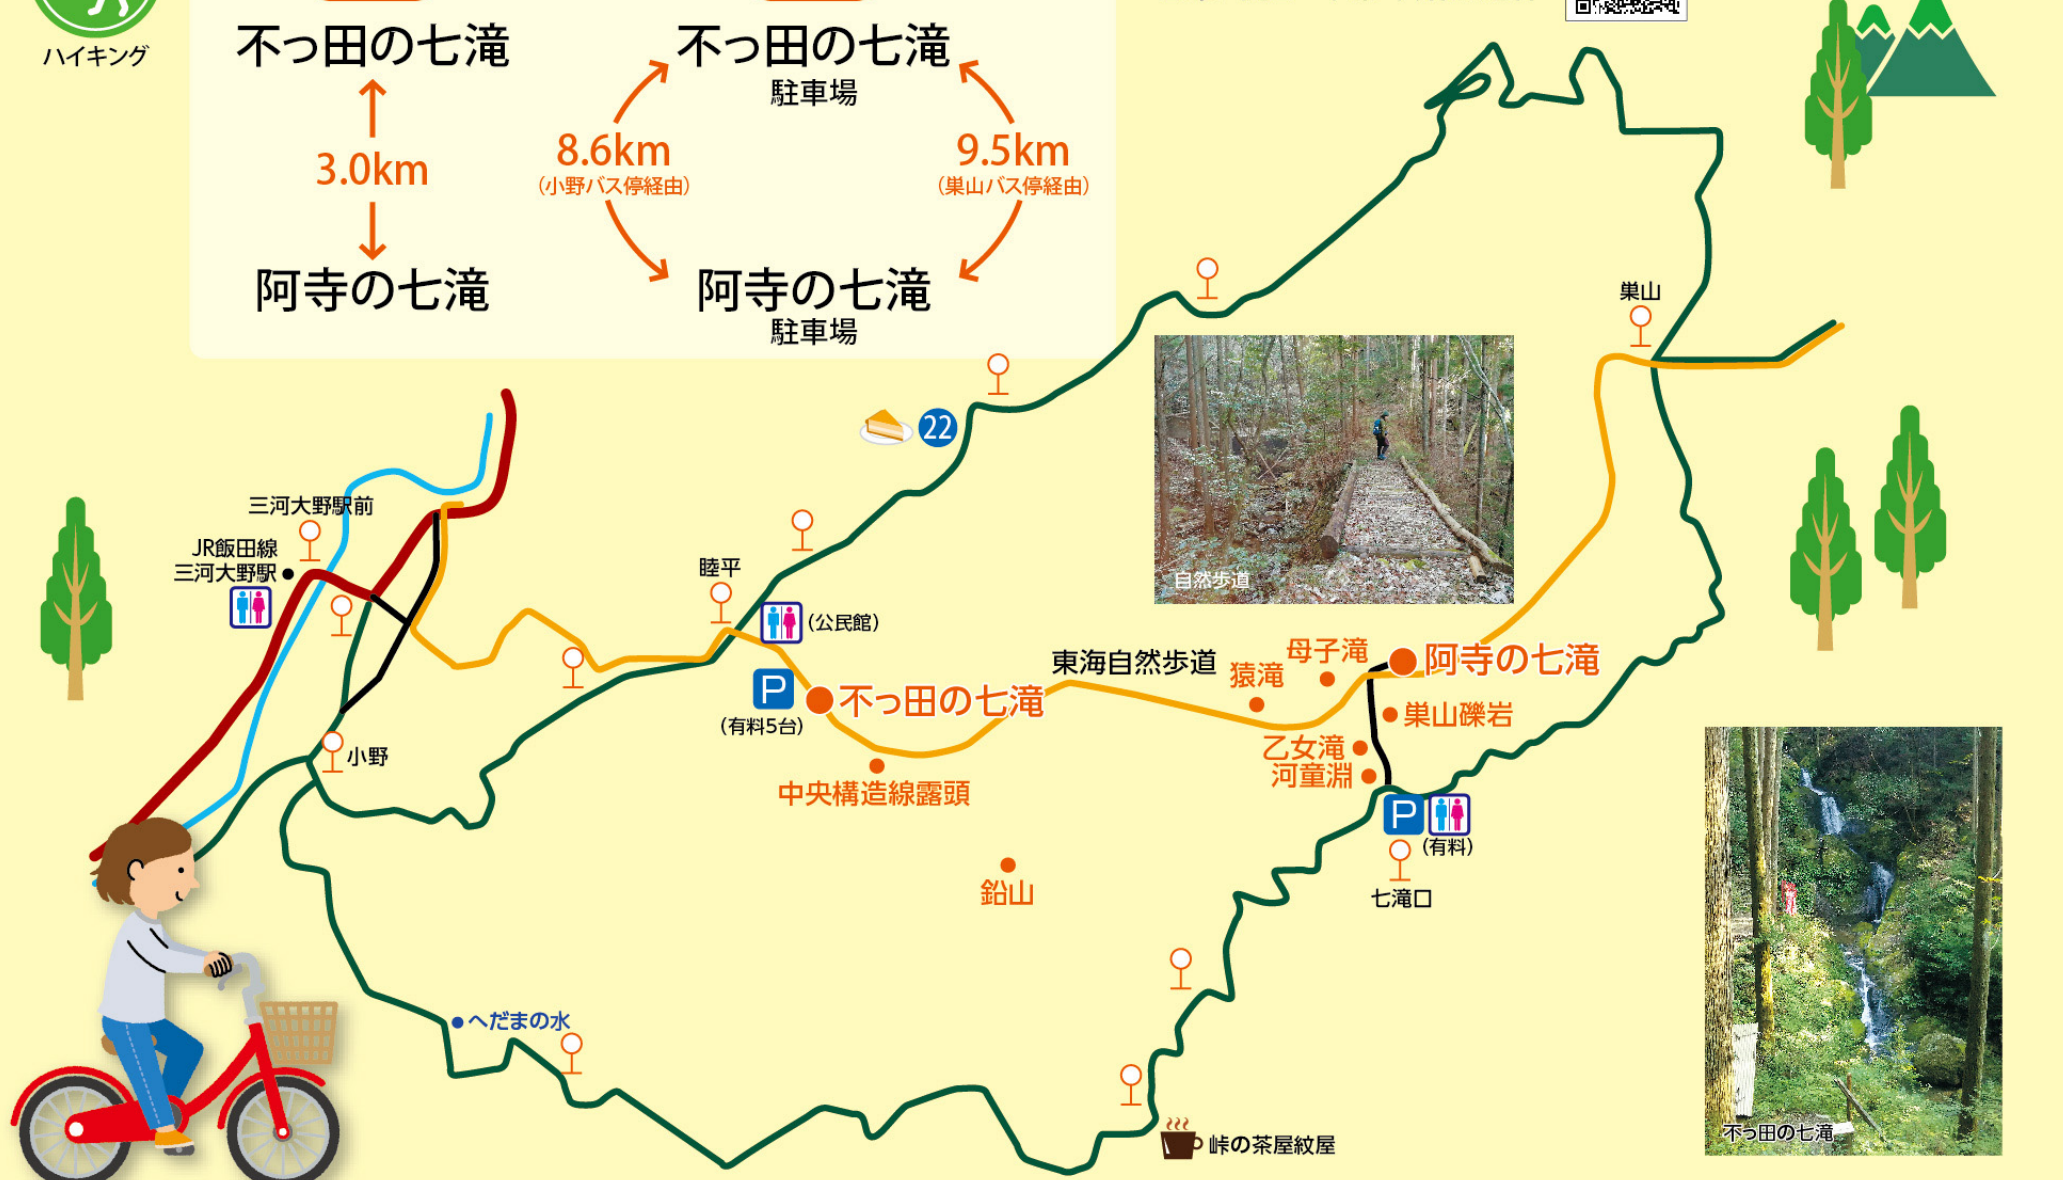 ハイキング
不っ田の七滝
3.0km
阿寺の七滝
不っ田の七滝
駐車場
8.6km
(小野バス停経由)
9.5km
(巣山バス停経由)
阿寺の七滝
駐車場
巣山
22
三河大野駅前
JR飯田線
三河大野駅
睦平
(公民館)
自然歩道
P
(有料5台)
不っ田の七滝
東海自然歩道
猿滝
母子滝
阿寺の七滝
巣山礫岩
乙女滝
河童淵
小野
中央構造線露頭
P
(有料)
七滝口
鉛山
へだまの水
峠の茶屋紋屋
不っ田の七滝